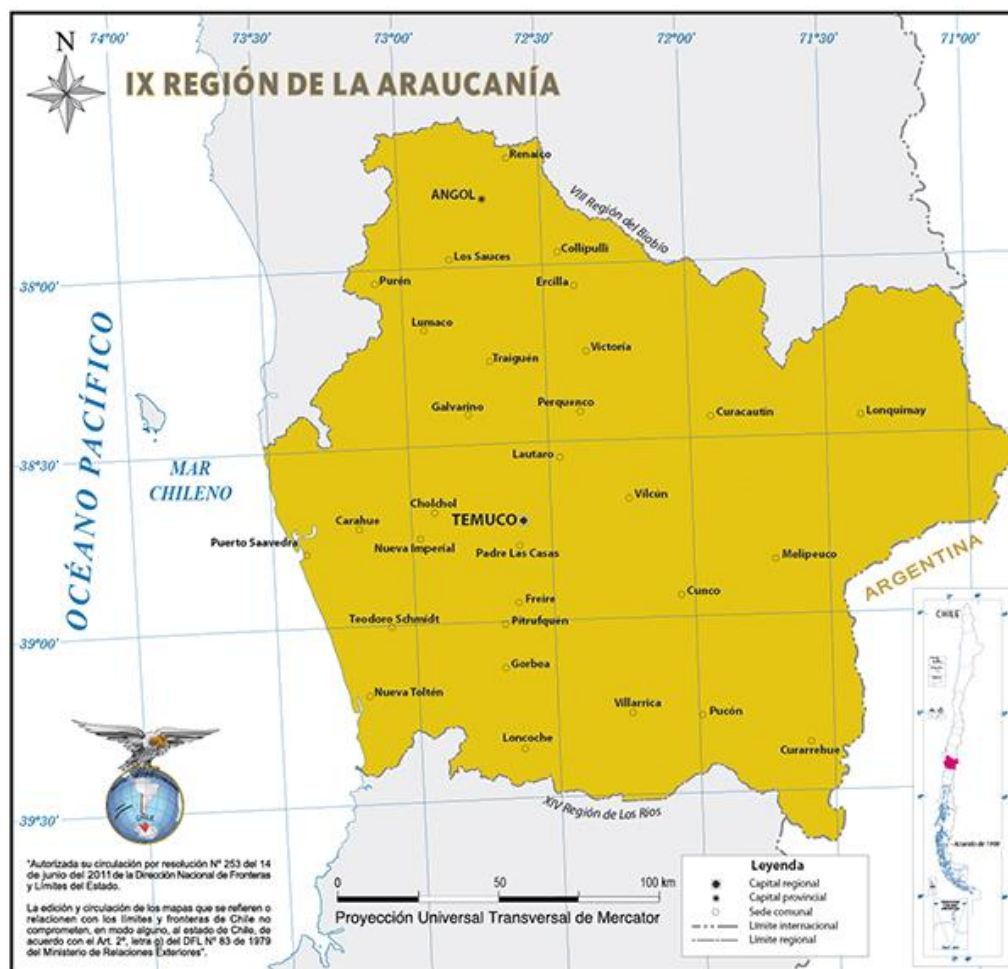 74°00'
73°30'
73°00'
72°30'
72°00'
71°30'
71°00'
N
IX REGIÓN DE LA ARAUCANÍA
Renaico
ANGOL
VIII Región del Biobío
Collipulli
Los Sauces
38°00'
Purén
Ercilla
Lumaco
Victoria
Traiguén
OCÉANO PACÍFICO
Galvarino
Perquenco
Curacautín
Lonquimay
38°30'
Lautaro
MAR
CHILENO
Vilcún
Cholchol
TEMUCO
Carahue
Puerto Saavedra
Nueva Imperial
Padre Las Casas
Melipeuco
ARGENTINA
Cunco
Freire
Teodoro Schmidt
Pitrufquén
39°00'
CHILE
Gorbea
Nueva Toltén
Villarrica
Pucón
Loncoche
Curarrehue
39°30'
XIV Región de Los Ríos
CHILE
Acuerdo de 1998
"Autorizada su circulación por resolución N° 253 del 14
de junio del 2011 de la Dirección Nacional de Fronteras
y Límites del Estado.
La edición y circulación de los mapas que se refieren o
relacionen con los límites y fronteras de Chile no
comprometen, en modo alguno, al estado de Chile, de
acuerdo con el Art. 2°, letra g) del DFL N° 83 de 1979
del Ministerio de Relaciones Exteriores".
0 50 100 km
Proyección Universal Transversal de Mercator
Leyenda
Capital regional
Capital provincial
Sede comunal
Límite internacional
Límite regional